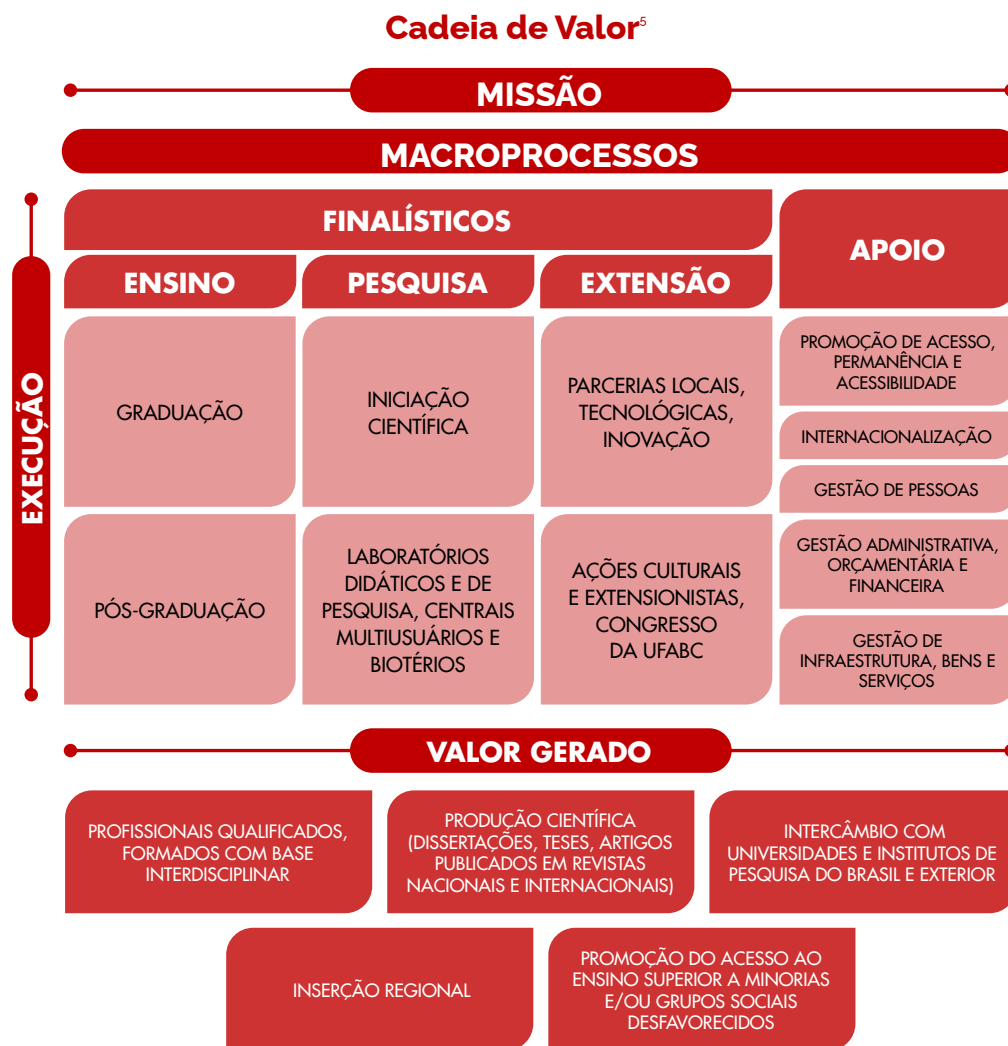 Cadeia de Valor⁵
MISSÃO
MACROPROCESSOS
EXECUÇÃO
FINALÍSTICOS
APOIO
ENSINO
PESQUISA
EXTENSÃO
GRADUAÇÃO
INICIAÇÃO
CIENTÍFICA
PARCERIAS LOCAIS,
TECNOLÓGICAS,
INOVAÇÃO
PÓS-GRADUAÇÃO
LABORATÓRIOS
DIDÁTICOS E DE
PESQUISA, CENTRAIS
MULTIUSUÁRIOS E
BIOTÉRIOS
AÇÕES CULTURAIS
E EXTENSIONISTAS,
CONGRESSO
DA UFABC
PROMOÇÃO DE ACESSO,
PERMANÊNCIA E
ACESSIBILIDADE
INTERNACIONALIZAÇÃO
GESTÃO DE PESSOAS
GESTÃO ADMINISTRATIVA,
ORÇAMENTÁRIA E
FINANCEIRA
GESTÃO DE
INFRAESTRUTURA, BENS E
SERVIÇOS
VALOR GERADO
PROFISSIONAIS QUALIFICADOS,
FORMADOS COM BASE
INTERDISCIPLINAR
PRODUÇÃO CIENTÍFICA
(DISSERTAÇÕES, TESES, ARTIGOS
PUBLICADOS EM REVISTAS
NACIONAIS E INTERNACIONAIS)
INTERCÂMBIO COM
UNIVERSIDADES E INSTITUTOS DE
PESQUISA DO BRASIL E EXTERIOR
INSERÇÃO REGIONAL
PROMOÇÃO DO ACESSO AO
ENSINO SUPERIOR A MINORIAS
E/OU GRUPOS SOCIAIS
DESFAVORECIDOS